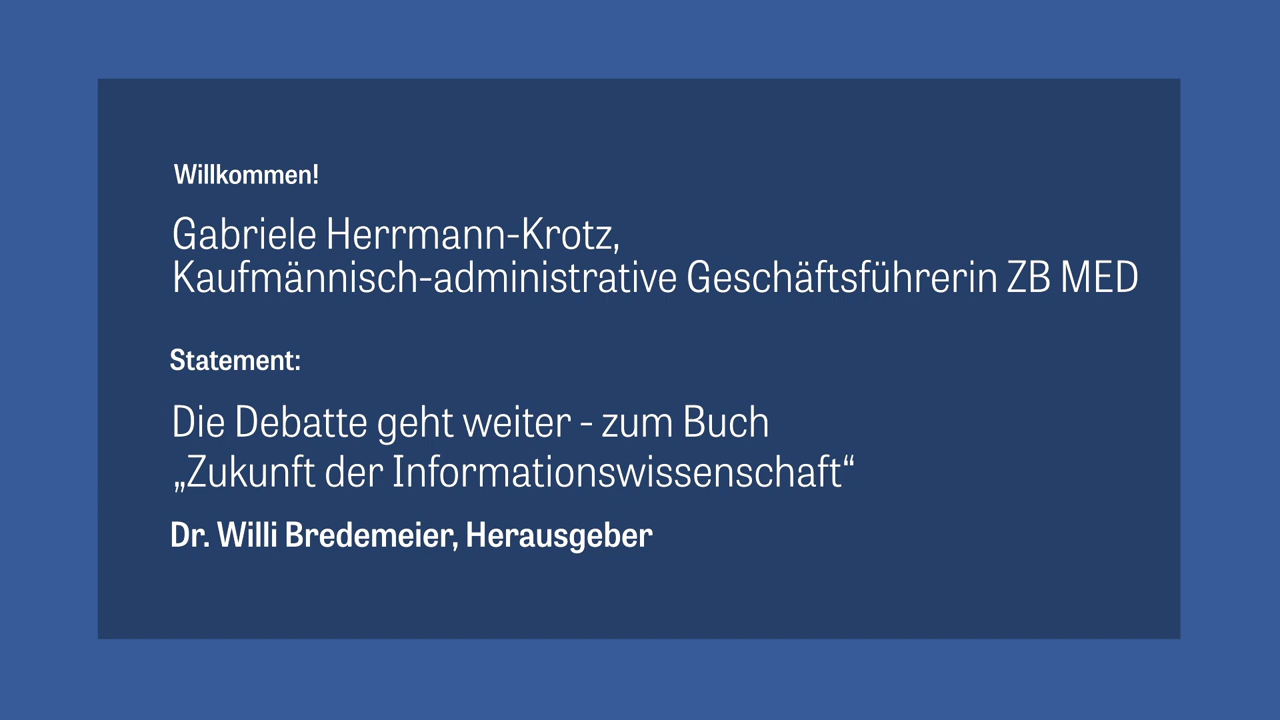 Willkommen!
Gabriele Herrmann-Krotz,
Kaufmännisch-administrative Geschäftsführerin ZB MED
Statement:
Die Debatte geht weiter - zum Buch
„Zukunft der Informationswissenschaft“
Dr. Willi Bredemeier, Herausgeber